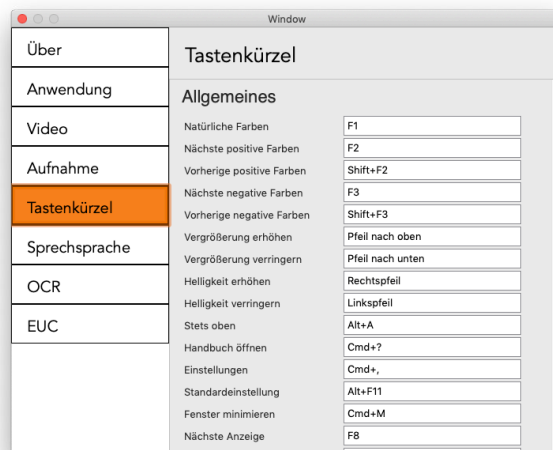 Window
Über
Anwendung
Video
Aufnahme
Tastenkürzel
Sprechsprache
OCR
EUC
Tastenkürzel
Allgemeines
Natürliche Farben F1
Nächste positive Farben F2
Vorherige positive Farben Shift+F2
Nächste negative Farben F3
Vorherige negative Farben Shift+F3
Vergrößerung erhöhen Pfeil nach oben
Vergrößerung verringern Pfeil nach unten
Helligkeit erhöhen Rechtspfeil
Helligkeit verringern Linkspfeil
Stets oben Alt+A
Handbuch öffnen Cmd+?
Einstellungen Cmd+,
Standardeinstellung Alt+F11
Fenster minimieren Cmd+M
Nächste Anzeige F8